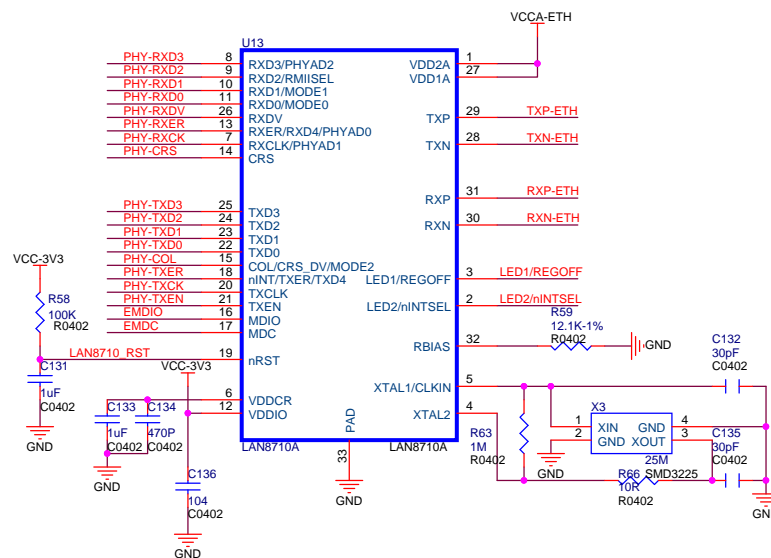 VCCA-ETH
U13
PHY-RXD3 8 RXD3/PHYAD2 VDD2A 1
PHY-RXD2 9 RXD2/RMIISEL VDD1A 27
PHY-RXD1 10 RXD1/MODE1
PHY-RXD0 11 RXD0/MODE0
PHY-RXDV 26 RXDV TXP 29 TXP-ETH
PHY-RXER 13 RXER/RXD4/PHYAD0
PHY-RXCK 7 RXCLK/PHYAD1 TXN 28 TXN-ETH
PHY-CRS 14 CRS
RXP 31 RXP-ETH
PHY-TXD3 25 TXD3
PHY-TXD2 24 TXD2 RXN 30 RXN-ETH
PHY-TXD1 23 TXD1
PHY-TXD0 22 TXD0
PHY-COL 15 COL/CRS_DV/MODE2
PHY-TXER 18 nINT/TXER/TXD4 LED1/REGOFF 3 LED1/REGOFF
PHY-TXCK 20 TXCLK
PHY-TXEN 21 TXEN LED2/nINTSEL 2 LED2/nINTSEL
EMDIO 16 MDIO
EMDC 17 MDC
VCC-3V3
R58
100K
R0402
R59
12.1K-1%
R0402
RBIAS 32 GND
LAN8710_RST 19 nRST
VCC-3V3
C131
1uF
C0402
GND
XTAL1/CLKIN 5
C132
30pF
C0402
6 VDDCR
12 VDDIO
XTAL2 4
C133
1uF
C0402
C134
470P
C0402
GND
PAD
33
GND
LAN8710A LAN8710A
C136
104
C0402
GND
R63
1M
R0402
X3
1 XIN GND 4
2 GND XOUT 3
25M
SMD3225
GND
R66
10R
R0402
C135
30pF
C0402
GN